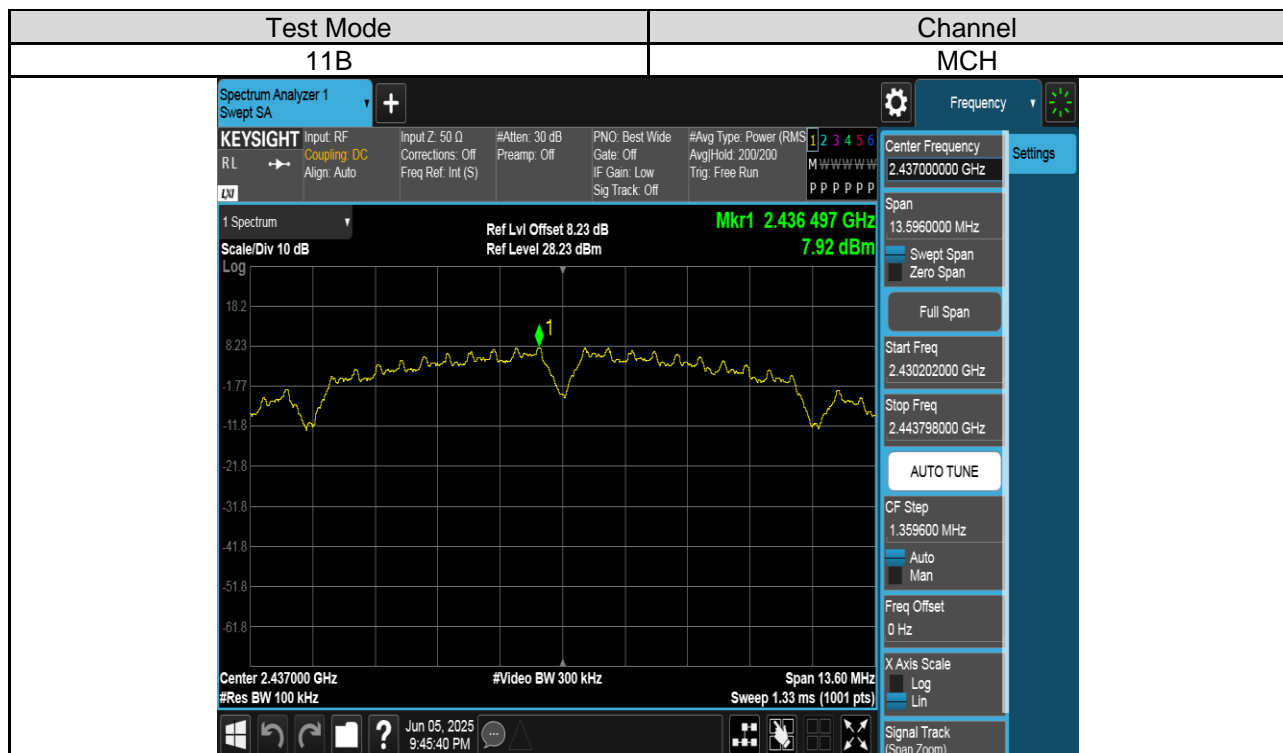 Test Mode Channel
11B MCH
Spectrum Analyzer 1
Swept SA
+
Frequency
KEYSIGHT
RL
LXI
Input: RF
Coupling: DC
Align: Auto
Input Z: 50 Ω
Corrections: Off
Freq Ref: Int (S)
#Atten: 30 dB
Preamp: Off
PNO: Best Wide
Gate: Off
IF Gain: Low
Sig Track: Off
#Avg Type: Power (RMS
Avg|Hold: 200/200
Trig: Free Run
1 2 3 4 5 6
M W W W W W
P P P P P P
1 Spectrum
Scale/Div 10 dB
Log
Ref Lvl Offset 8.23 dB
Ref Level 28.23 dBm
Mkr1 2.436 497 GHz
7.92 dBm
18.2
8.23
-1.77
-11.8
-21.8
-31.8
-41.8
-51.8
-61.8
1
Center 2.437000 GHz
#Res BW 100 kHz
#Video BW 300 kHz
Span 13.60 MHz
Sweep 1.33 ms (1001 pts)
Center Frequency
2.437000000 GHz
Settings
Span
13.5960000 MHz
Swept Span
Zero Span
Full Span
Start Freq
2.430202000 GHz
Stop Freq
2.443798000 GHz
AUTO TUNE
CF Step
1.359600 MHz
Auto
Man
Freq Offset
0 Hz
X Axis Scale
Log
Lin
Signal Track
(Span Zoom)
?
Jun 05, 2025
9:45:40 PM